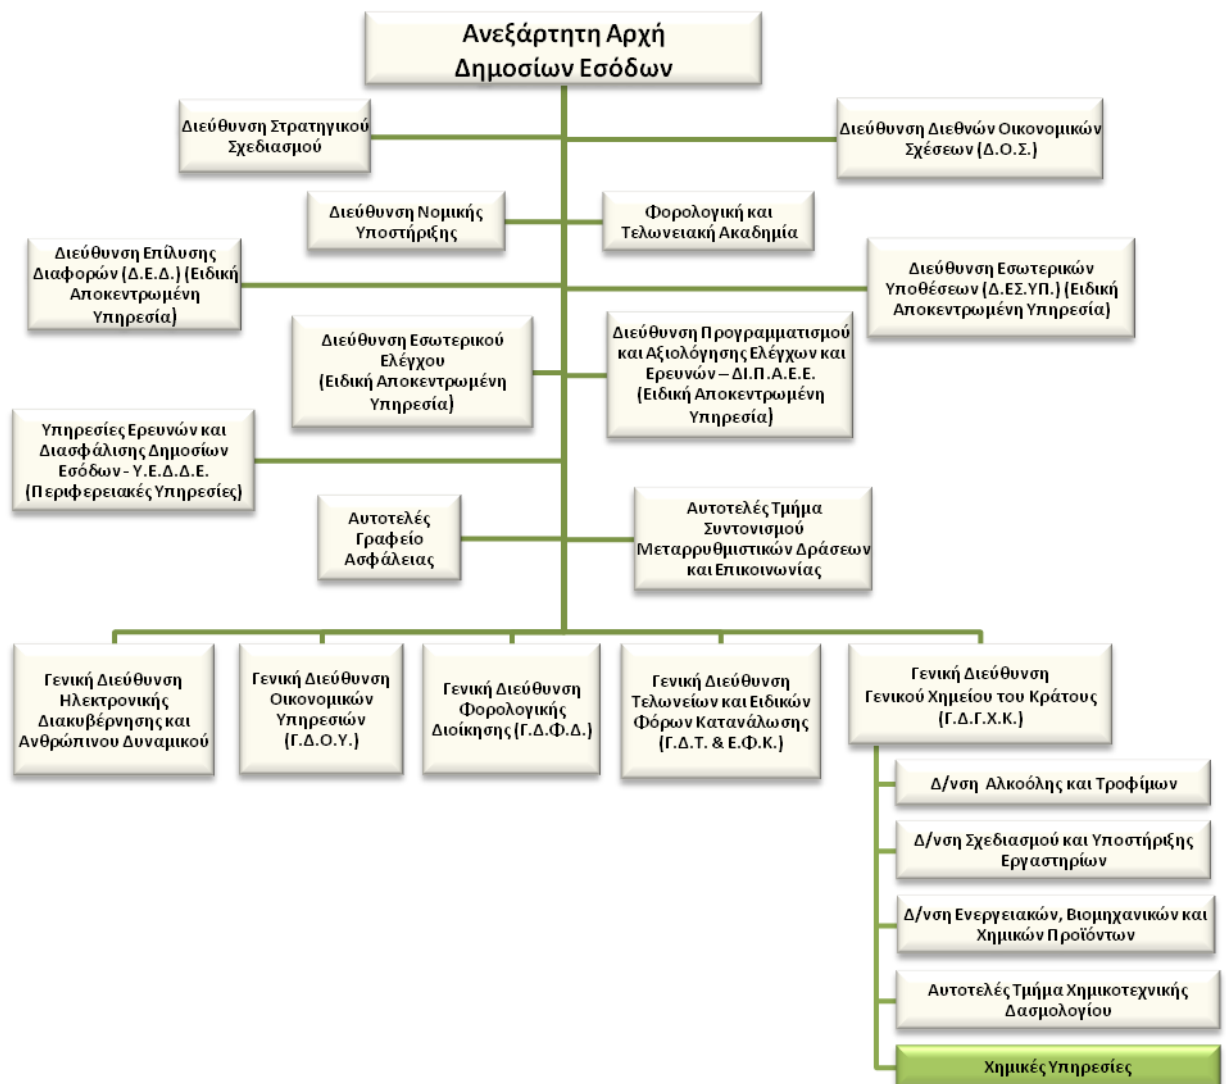 Ανεξάρτητη Αρχή
Δημοσίων Εσόδων
Διεύθυνση Στρατηγικού
Σχεδιασμού
Διεύθυνση Διεθνών Οικονομικών
Σχέσεων (Δ.Ο.Σ.)
Διεύθυνση Νομικής
Υποστήριξης
Φορολογική και
Τελωνειακή Ακαδημία
Διεύθυνση Επίλυσης
Διαφορών (Δ.Ε.Δ.) (Ειδική
Αποκεντρωμένη
Υπηρεσία)
Διεύθυνση Εσωτερικών
Υποθέσεων (Δ.ΕΣ.ΥΠ.) (Ειδική
Αποκεντρωμένη Υπηρεσία)
Διεύθυνση Εσωτερικού
Ελέγχου
(Ειδική Αποκεντρωμένη
Υπηρεσία)
Διεύθυνση Προγραμματισμού
και Αξιολόγησης Ελέγχων και
Ερευνών – ΔΙ.Π.Α.Ε.Ε.
(Ειδική Αποκεντρωμένη
Υπηρεσία)
Υπηρεσίες Ερευνών και
Διασφάλισης Δημοσίων
Εσόδων - Υ.Ε.Δ.Δ.Ε.
(Περιφερειακές Υπηρεσίες)
Αυτοτελές
Γραφείο
Ασφάλειας
Αυτοτελές Τμήμα
Συντονισμού
Μεταρρυθμιστικών Δράσεων
και Επικοινωνίας
Γενική Διεύθυνση
Ηλεκτρονικής
Διακυβέρνησης και
Ανθρώπινου Δυναμικού
Γενική Διεύθυνση
Οικονομικών
Υπηρεσιών
(Γ.Δ.Ο.Υ.)
Γενική Διεύθυνση
Φορολογικής
Διοίκησης (Γ.Δ.Φ.Δ.)
Γενική Διεύθυνση
Τελωνείων και Ειδικών
Φόρων Κατανάλωσης
(Γ.Δ.Τ. & Ε.Φ.Κ.)
Γενική Διεύθυνση
Γενικού Χημείου του Κράτους
(Γ.Δ.Γ.Χ.Κ.)
Δ/νση Αλκοόλης και Τροφίμων
Δ/νση Σχεδιασμού και Υποστήριξης
Εργαστηρίων
Δ/νση Ενεργειακών, Βιομηχανικών και
Χημικών Προϊόντων
Αυτοτελές Τμήμα Χημικοτεχνικής
Δασμολογίου
Χημικές Υπηρεσίες